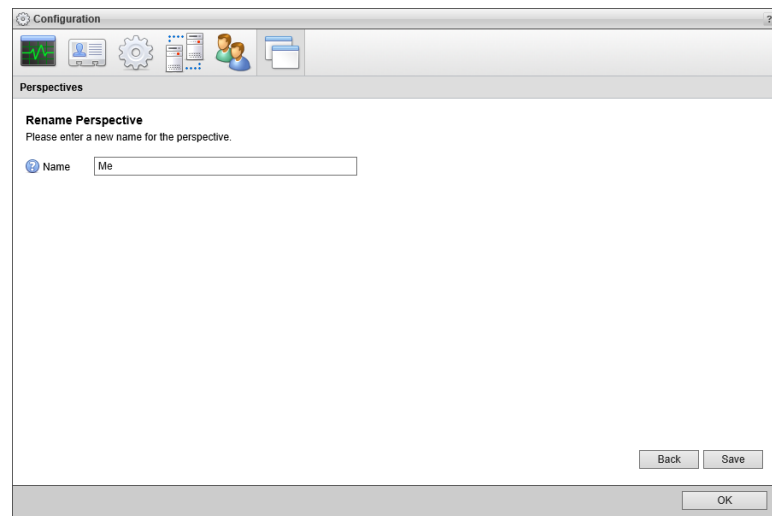 Configuration
?
Perspectives
Rename Perspective
Please enter a new name for the perspective.
? Name Me
Back Save
OK